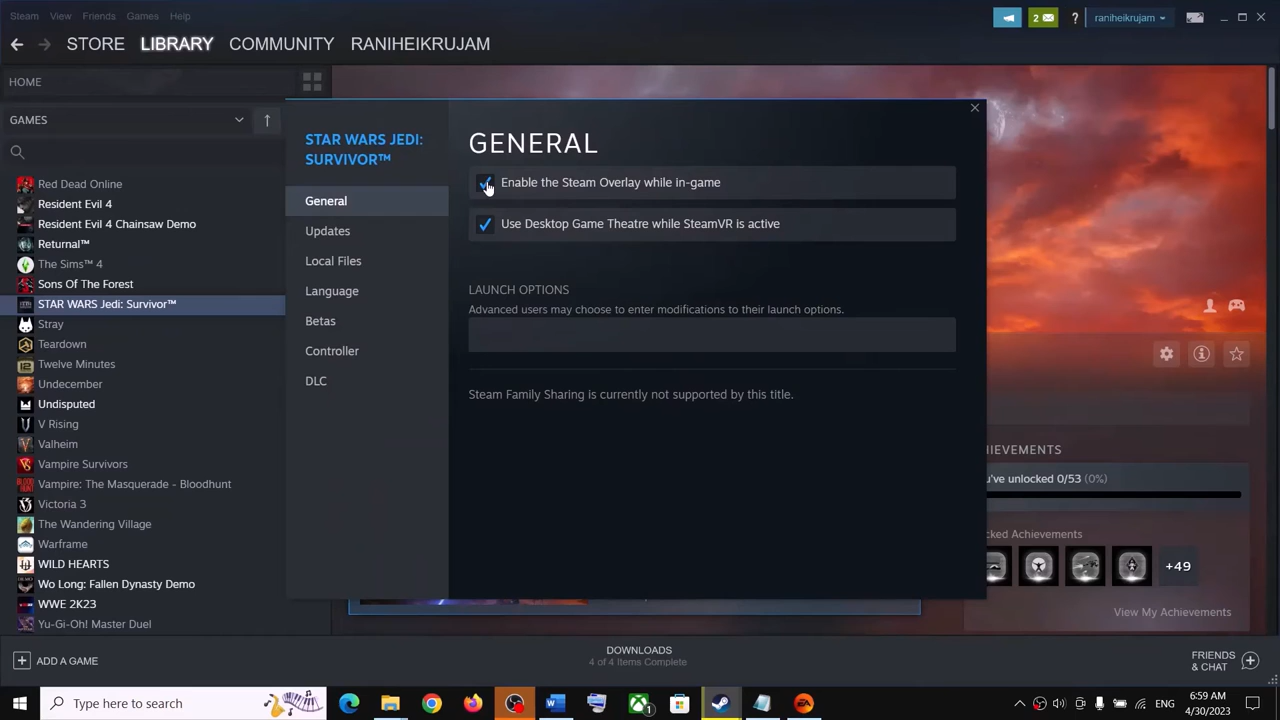 Steam View Friends Games Help
2 ? raniheikrujam
STORE LIBRARY COMMUNITY RANIHEIKRUJAM
HOME
GAMES
Red Dead Online
Resident Evil 4
Resident Evil 4 Chainsaw Demo
Returnal™
The Sims™ 4
Sons Of The Forest
STAR WARS Jedi: Survivor™
Stray
Teardown
Twelve Minutes
Undecember
Undisputed
V Rising
Valheim
Vampire Survivors
Vampire: The Masquerade - Bloodhunt
Victoria 3
The Wandering Village
Warframe
WILD HEARTS
Wo Long: Fallen Dynasty Demo
WWE 2K23
Yu-Gi-Oh! Master Duel
STAR WARS JEDI:
SURVIVOR™
General
Updates
Local Files
Language
Betas
Controller
DLC
GENERAL
Enable the Steam Overlay while in-game
Use Desktop Game Theatre while SteamVR is active
LAUNCH OPTIONS
Advanced users may choose to enter modifications to their launch options.
Steam Family Sharing is currently not supported by this title.
IEVEMENTS
u've unlocked 0/53 (0%)
cked Achievements
+49
View My Achievements
ADD A GAME
DOWNLOADS
4 of 4 Items Complete
FRIENDS
& CHAT
Type here to search
1
ENG
6:59 AM
4/30/2023